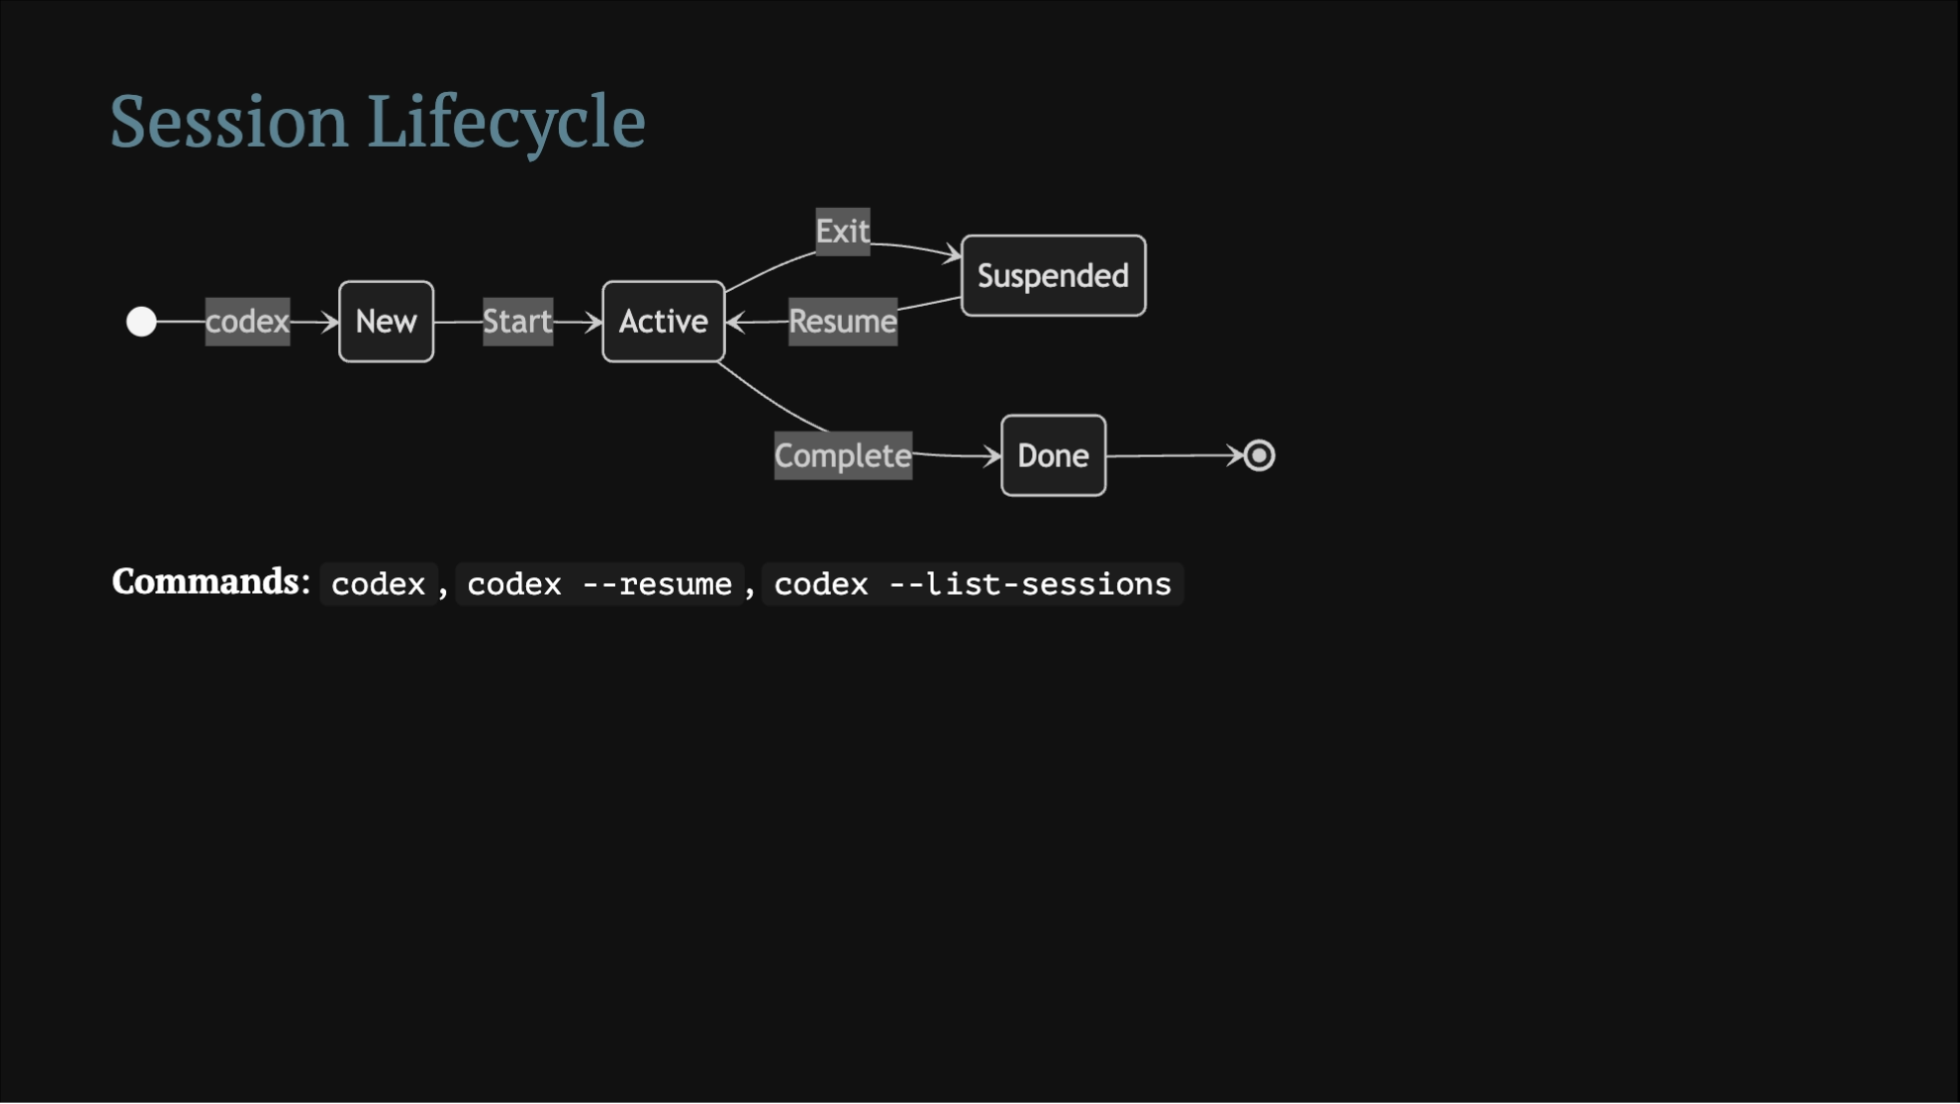 Session Lifecycle
Exit
Suspended
codex New Start Active Resume
Complete Done
Commands: codex, codex --resume, codex --list-sessions